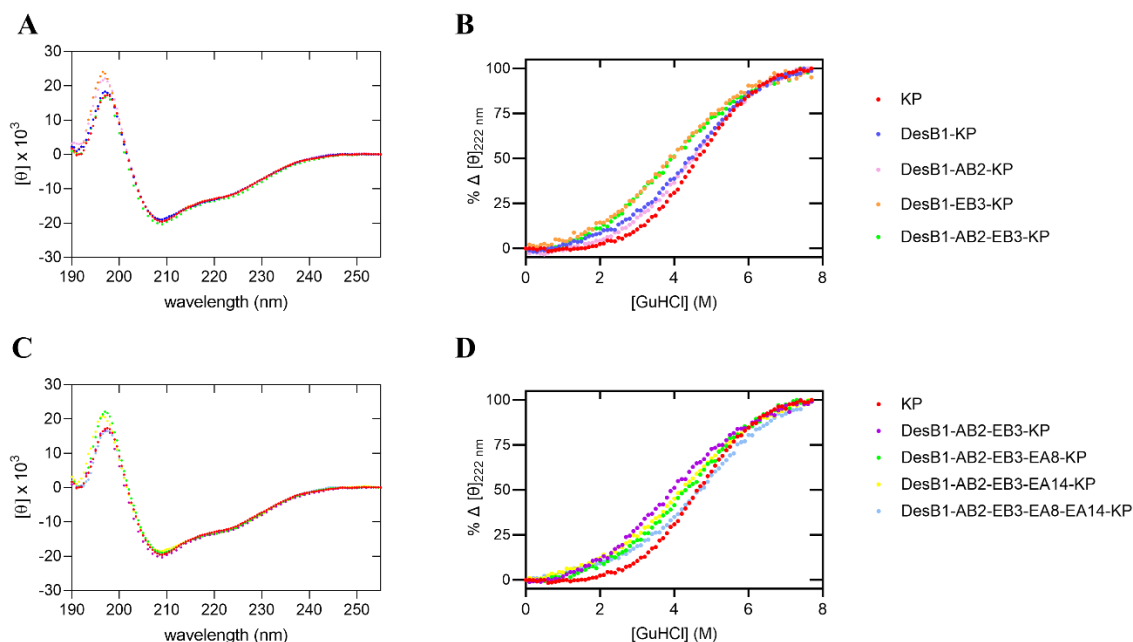 A
[θ] x 10³
30
20
10
0
-10
-20
-30
190
200
210
220
230
240
250
wavelength (nm)
B
% Δ [θ]222 nm
100
75
50
25
0
0
2
4
6
8
[GuHCl] (M)
KP
DesB1-KP
DesB1-AB2-KP
DesB1-EB3-KP
DesB1-AB2-EB3-KP
C
[θ] x 10³
30
20
10
0
-10
-20
-30
190
200
210
220
230
240
250
wavelength (nm)
D
% Δ [θ]222 nm
100
75
50
25
0
0
2
4
6
8
[GuHCl] (M)
KP
DesB1-AB2-EB3-KP
DesB1-AB2-EB3-EA8-KP
DesB1-AB2-EB3-EA14-KP
DesB1-AB2-EB3-EA8-EA14-KP